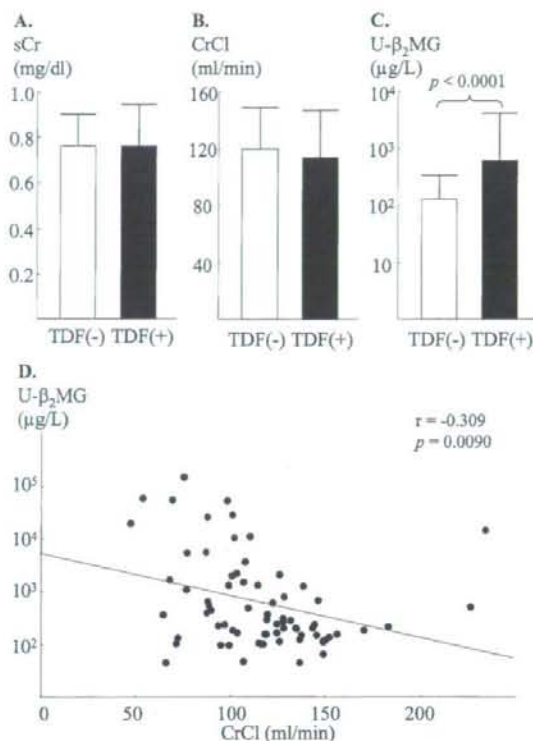 A.
sCr
(mg/dl)
1.0
0.8
0.6
0.4
0.2
TDF(-) TDF(+)
B.
CrCl
(ml/min)
160
120
80
40
TDF(-) TDF(+)
C.
U-β₂MG
(μg/L)
p < 0.0001
10⁴
10³
10²
10
TDF(-) TDF(+)
D.
U-β₂MG
(μg/L)
r = -0.309
p = 0.0090
10⁵
10⁴
10³
10²
0 50 100 150 200
CrCl (ml/min)